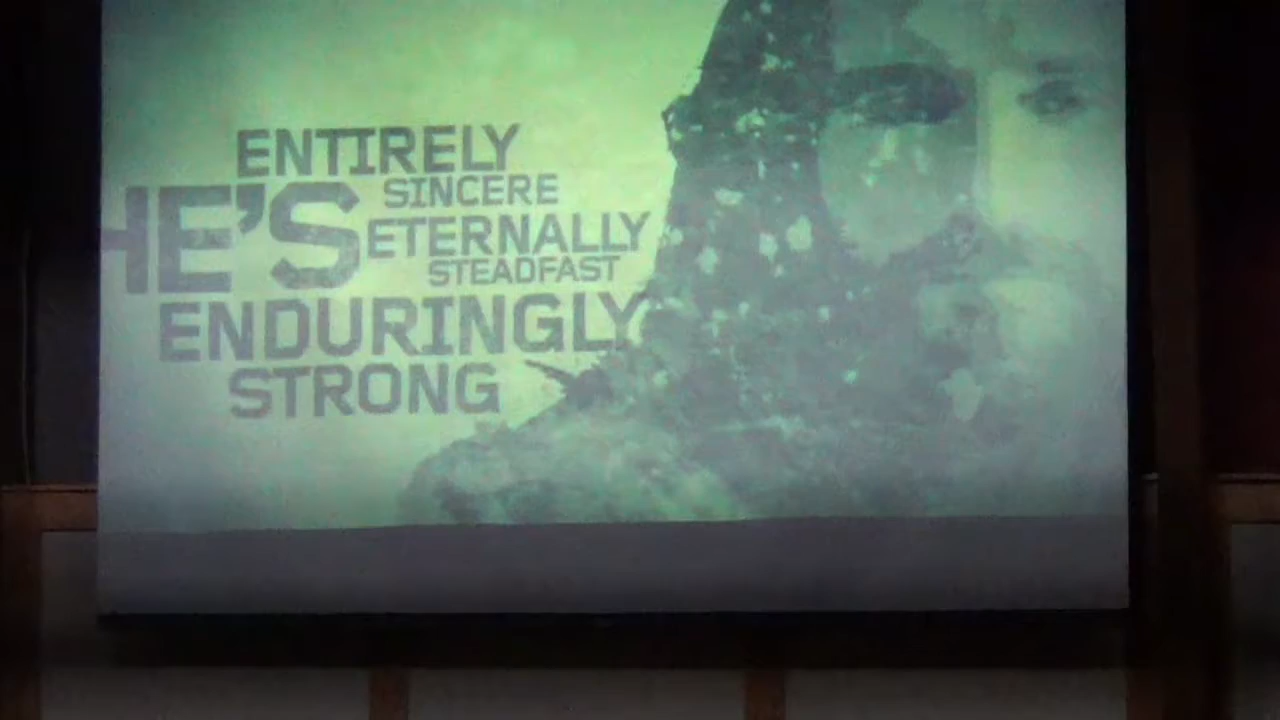 ENTIRELY
HE'S SINCERE
ETERNALLY
STEADFAST
ENDURINGLY
STRONG